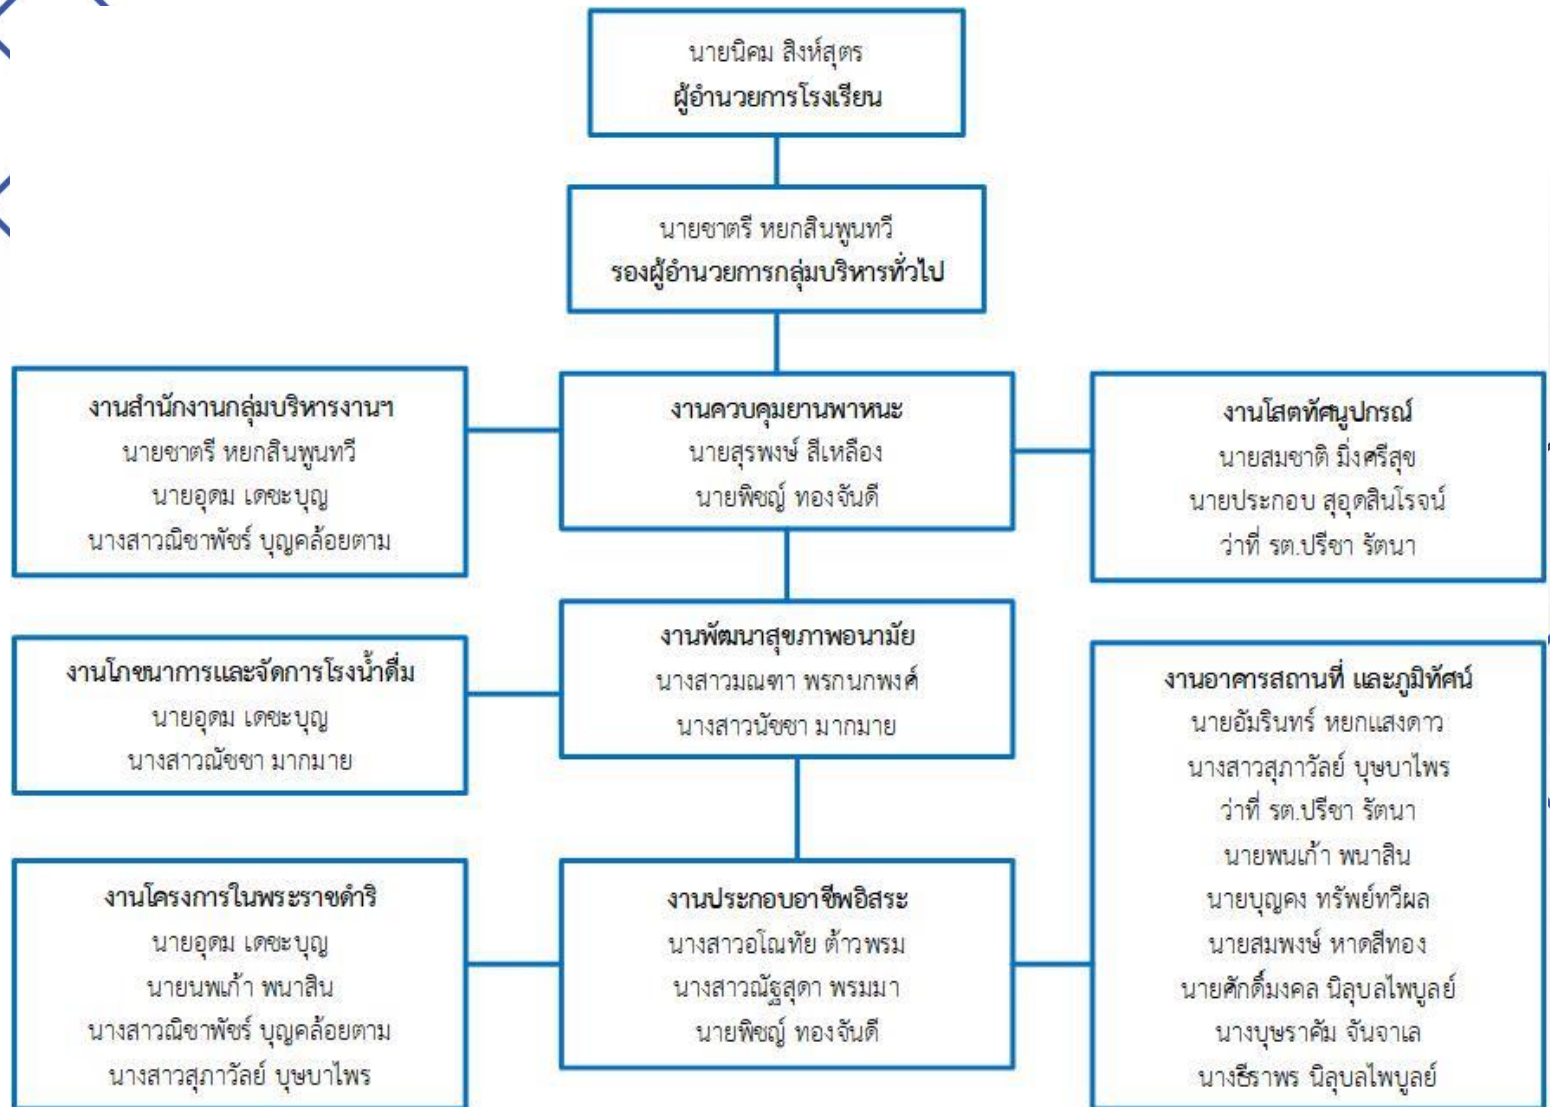 นายนิคม สิงห์สุตร
ผู้อำนวยการโรงเรียน
นายชาตรี หยกสินพูนทวี
รองผู้อำนวยการกลุ่มบริหารทั่วไป
งานสำนักงานกลุ่มบริหารงานฯ
นายชาตรี หยกสินพูนทวี
นายอุดม เดชะบุญ
นางสาวณิชาพัชร์ บุญคล้อยตาม
งานควบคุมยานพาหนะ
นายสุรพงษ์ สีเหลือง
นายพิชญ์ ทองจันดี
งานโสตทัศนูปกรณ์
นายสมชาติ มิ่งศรีสุข
นายประกอบ สุอุดสินโรจน์
ว่าที่ รต.ปรีชา รัตนา
งานโภชนาการและจัดการโรงน้ำดื่ม
นายอุดม เดชะบุญ
นางสาวณัชชา มากมาย
งานพัฒนาสุขภาพอนามัย
นางสาวมณฑา พรกนกพงศ์
นางสาวนัชชา มากมาย
งานอาคารสถานที่ และภูมิทัศน์
นายอัมรินทร์ หยกแสงดาว
นางสาวสุภาวัลย์ บุษบาไพร
ว่าที่ รต.ปรีชา รัตนา
นายพนเก้า พนาสิน
นายบุญคง ทรัพย์ทวีผล
นายสมพงษ์ หาดสีทอง
นายศักดิ์มงคล นิลุบลไพบูลย์
นางบุษราคัม จันจาเล
นางธีราพร นิลุบลไพบูลย์
งานโครงการในพระราชดำริ
นายอุดม เดชะบุญ
นายนพเก้า พนาสิน
นางสาวณิชาพัชร์ บุญคล้อยตาม
นางสาวสุภาวัลย์ บุษบาไพร
งานประกอบอาชีพอิสระ
นางสาวอโณทัย ต้าวพรม
นางสาวณัฐสุดา พรมมา
นายพิชญ์ ทองจันดี